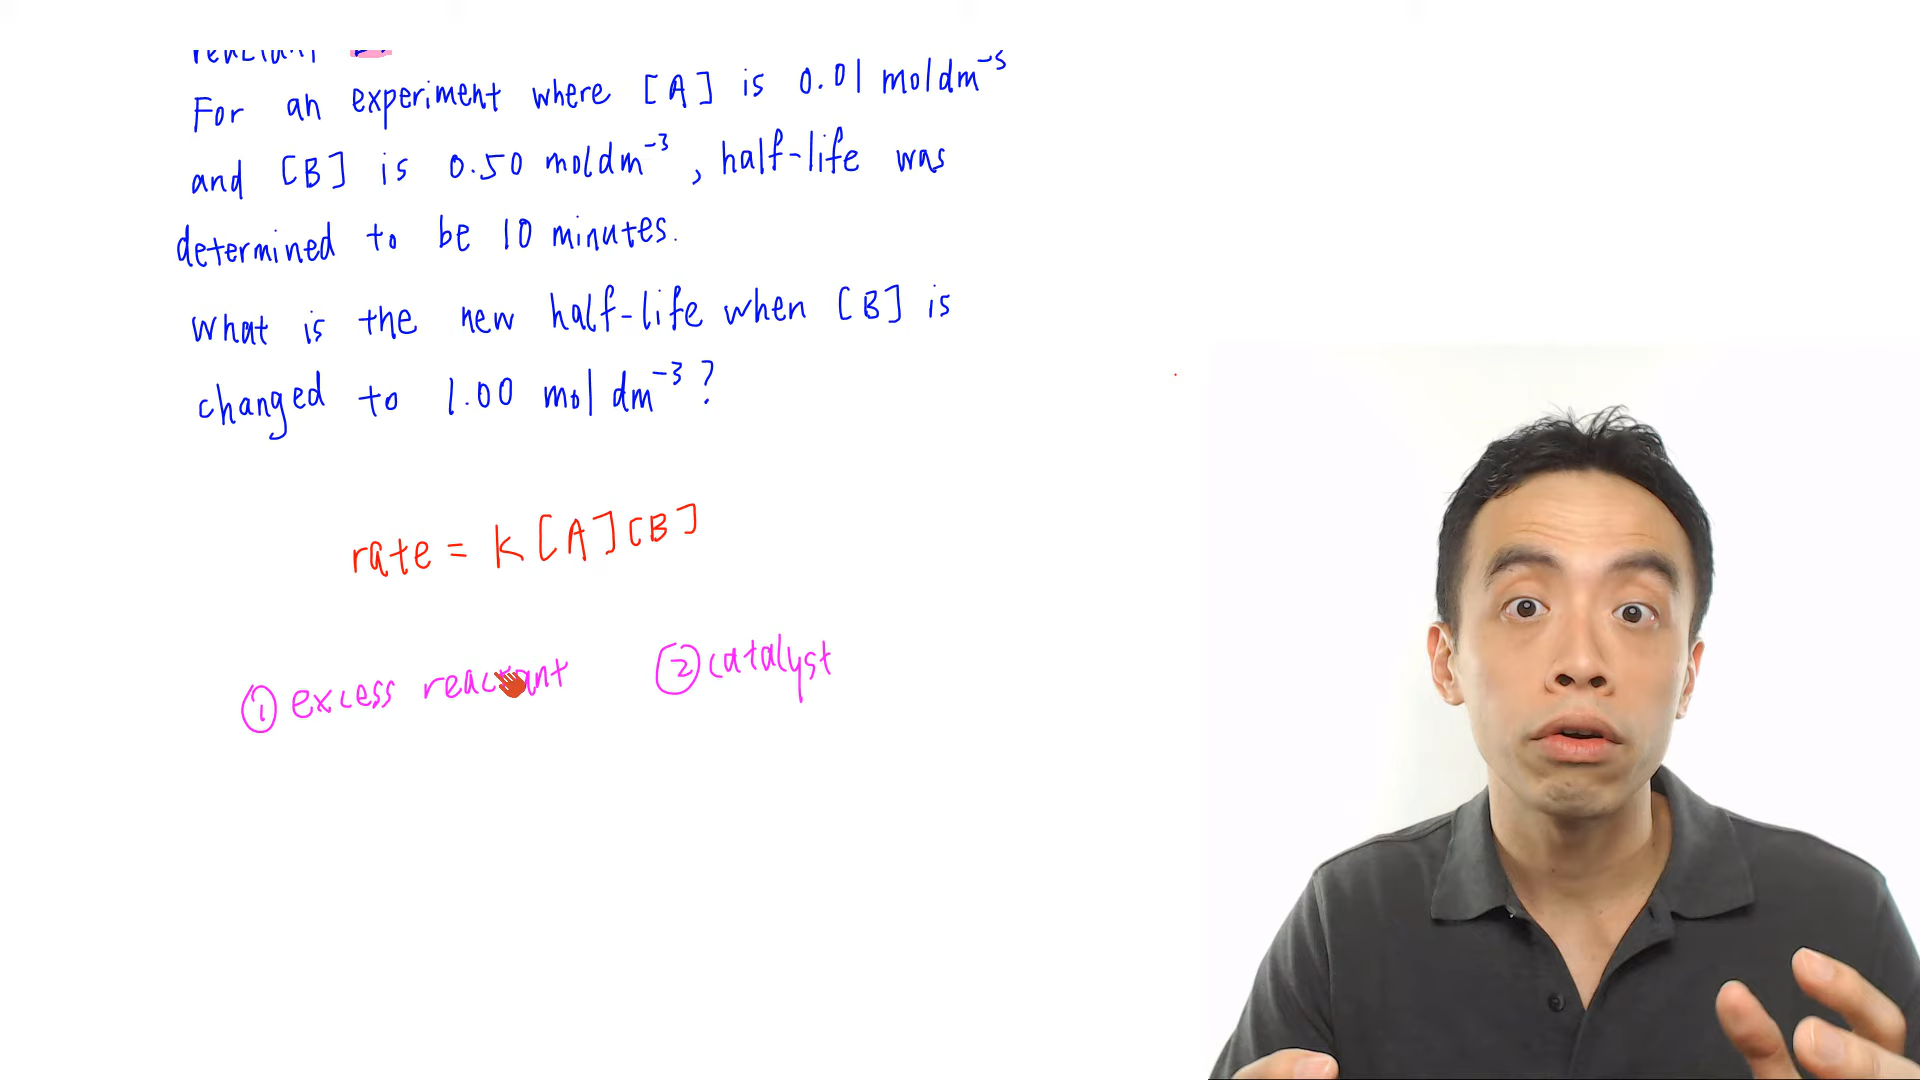 reactant B.
For an experiment where [A] is 0.01 moldm⁻³
and [B] is 0.50 moldm⁻³, half-life was
determined to be 10 minutes.
What is the new half-life when [B] is
changed to 1.00 mol dm⁻³?
rate = k[A][B]
① excess reactant ② catalyst